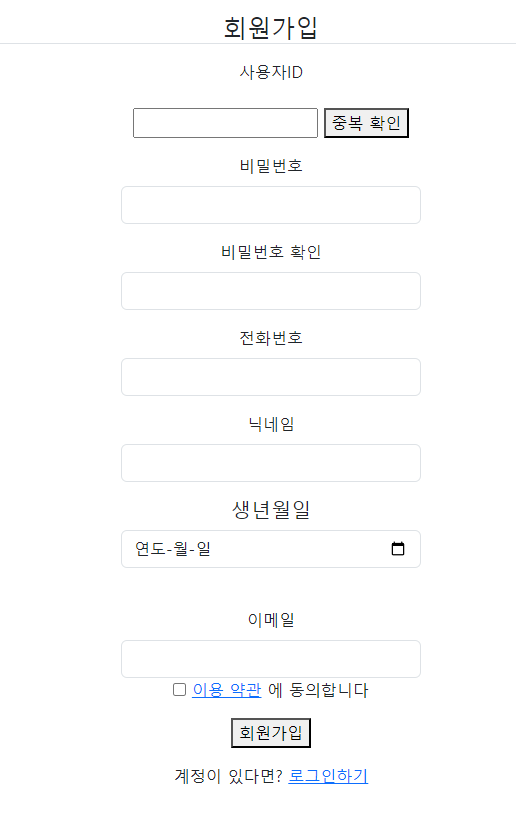 회원가입
사용자ID
중복 확인
비밀번호
비밀번호 확인
전화번호
닉네임
생년월일
연도-월-일
이메일
이용 약관 에 동의합니다
회원가입
계정이 있다면? 로그인하기